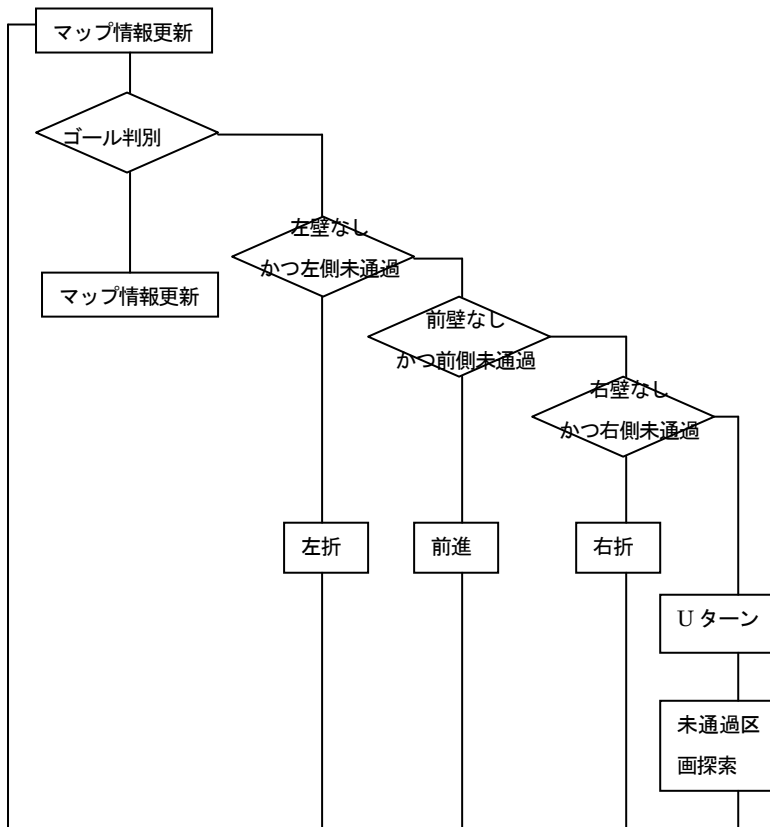 マップ情報更新
ゴール判別
左壁なし
かつ左側未通過
マップ情報更新
前壁なし
かつ前側未通過
右壁なし
かつ右側未通過
左折
前進
右折
U ターン
未通過区
画探索